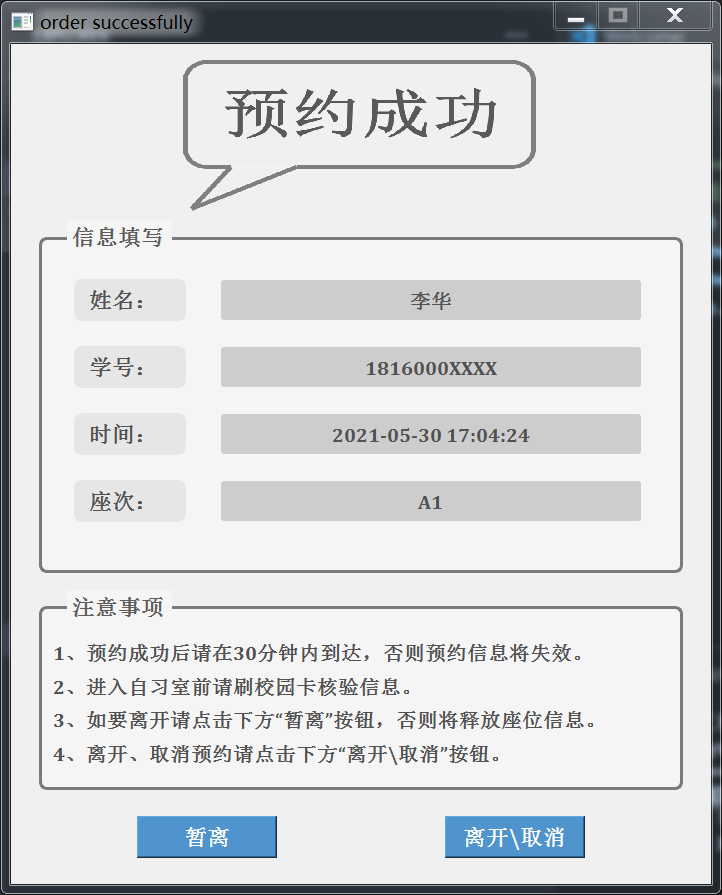 order successfully
预约成功
信息填写
姓名： 李华
学号： 1816000XXXX
时间： 2021-05-30 17:04:24
座次： A1
注意事项
1、预约成功后请在30分钟内到达，否则预约信息将失效。
2、进入自习室前请刷校园卡核验信息。
3、如要离开请点击下方“暂离”按钮，否则将释放座位信息。
4、离开、取消预约请点击下方“离开\取消”按钮。
暂离 离开\取消